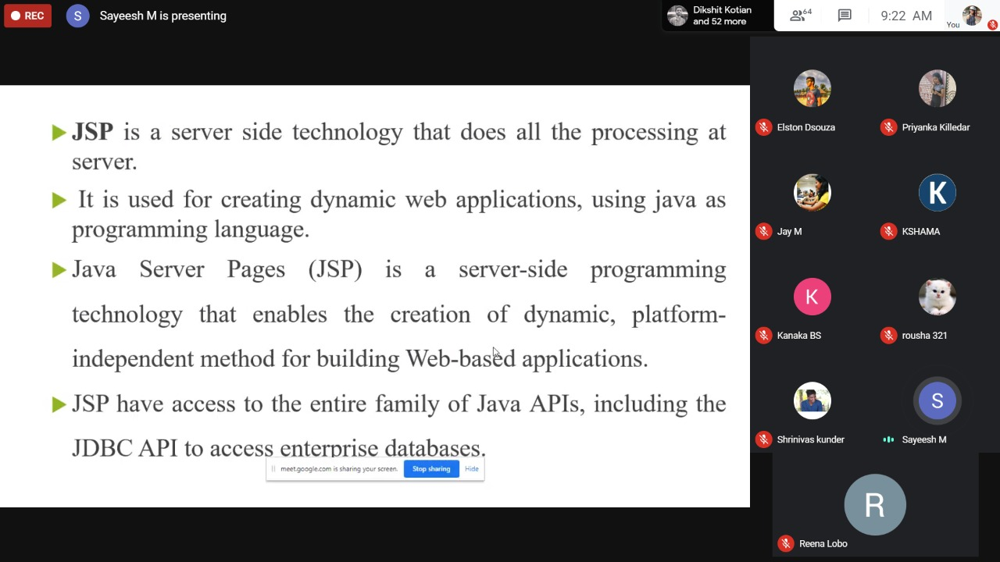 REC
S
Sayeesh M is presenting
Dikshit Kotian
and 52 more
64
9:22 AM
You
JSP is a server side technology that does all the processing at
server.
It is used for creating dynamic web applications, using java as
programming language.
Java Server Pages (JSP) is a server-side programming
technology that enables the creation of dynamic, platform-
independent method for building Web-based applications.
JSP have access to the entire family of Java APIs, including the
JDBC API to access enterprise databases.
meet.google.com is sharing your screen.
Stop sharing
Hide
Elston Dsouza
Priyanka Killedar
Jay M
K
KSHAMA
K
Kanaka BS
rousha 321
Shrinivas kunder
S
Sayeesh M
R
Reena Lobo